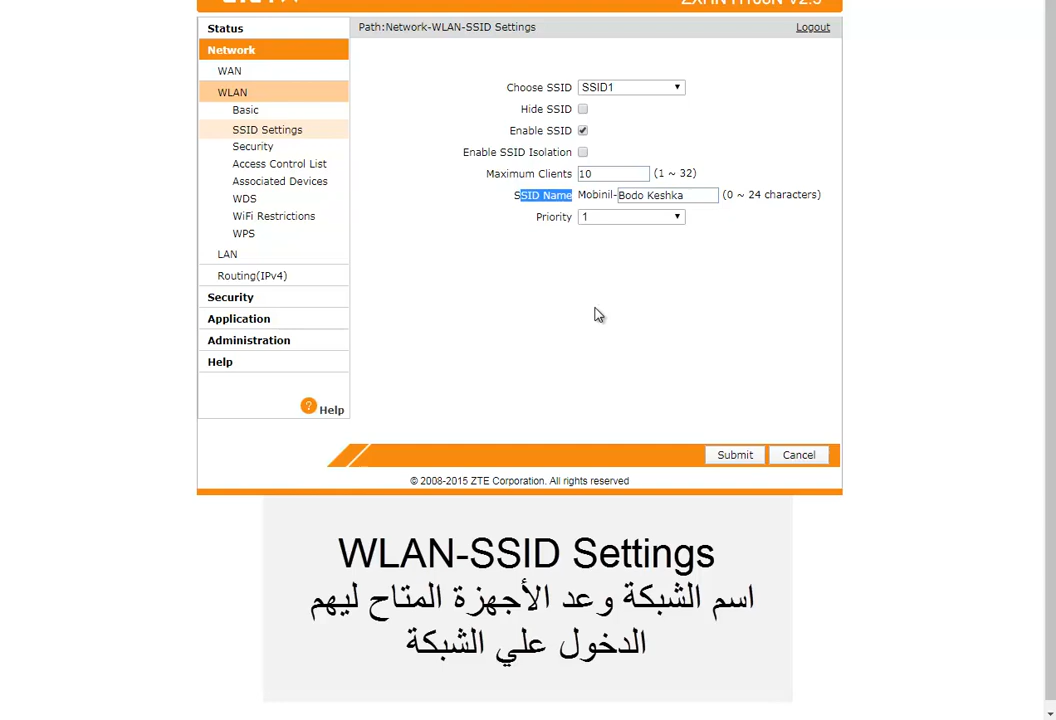 Status
Path:Network-WLAN-SSID Settings
Logout
Network
WAN
WLAN
Basic
SSID Settings
Security
Access Control List
Associated Devices
WDS
WiFi Restrictions
WPS
LAN
Routing(IPv4)
Security
Application
Administration
Help
? Help
Choose SSID SSID1
Hide SSID
Enable SSID
Enable SSID Isolation
Maximum Clients 10 (1 ~ 32)
SSID Name Mobinil-Bodo Keshka (0 ~ 24 characters)
Priority 1
Submit Cancel
© 2008-2015 ZTE Corporation. All rights reserved
WLAN-SSID Settings
اسم الشبكة وعد الأجهزة المتاح ليهم
الدخول علي الشبكة